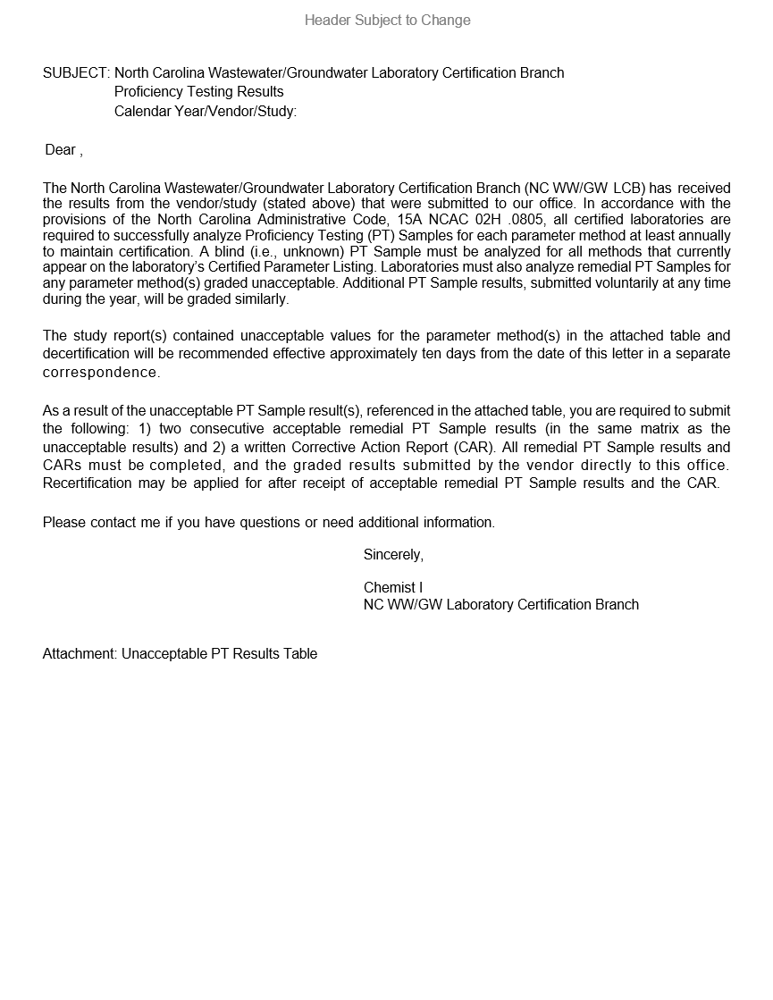 Header Subject to Change
SUBJECT: North Carolina Wastewater/Groundwater Laboratory Certification Branch
Proficiency Testing Results
Calendar Year/Vendor/Study:
Dear ,
The North Carolina Wastewater/Groundwater Laboratory Certification Branch (NC WW/GW LCB) has received
the results from the vendor/study (stated above) that were submitted to our office. In accordance with the
provisions of the North Carolina Administrative Code, 15A NCAC 02H .0805, all certified laboratories are
required to successfully analyze Proficiency Testing (PT) Samples for each parameter method at least annually
to maintain certification. A blind (i.e., unknown) PT Sample must be analyzed for all methods that currently
appear on the laboratory's Certified Parameter Listing. Laboratories must also analyze remedial PT Samples for
any parameter method(s) graded unacceptable. Additional PT Sample results, submitted voluntarily at any time
during the year, will be graded similarly.
The study report(s) contained unacceptable values for the parameter method(s) in the attached table and
decertification will be recommended effective approximately ten days from the date of this letter in a separate
correspondence.
As a result of the unacceptable PT Sample result(s), referenced in the attached table, you are required to submit
the following: 1) two consecutive acceptable remedial PT Sample results (in the same matrix as the
unacceptable results) and 2) a written Corrective Action Report (CAR). All remedial PT Sample results and
CARs must be completed, and the graded results submitted by the vendor directly to this office.
Recertification may be applied for after receipt of acceptable remedial PT Sample results and the CAR.
Please contact me if you have questions or need additional information.
Sincerely,
Chemist I
NC WW/GW Laboratory Certification Branch
Attachment: Unacceptable PT Results Table